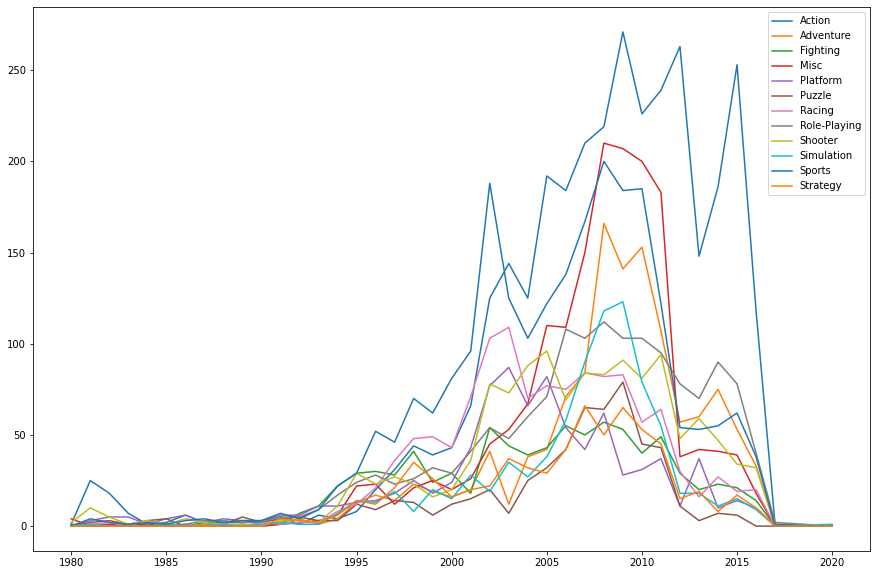 Action
Adventure
Fighting
Misc
Platform
Puzzle
Racing
Role-Playing
Shooter
Simulation
Sports
Strategy
250
200
150
100
50
0
1980 1985 1990 1995 2000 2005 2010 2015 2020